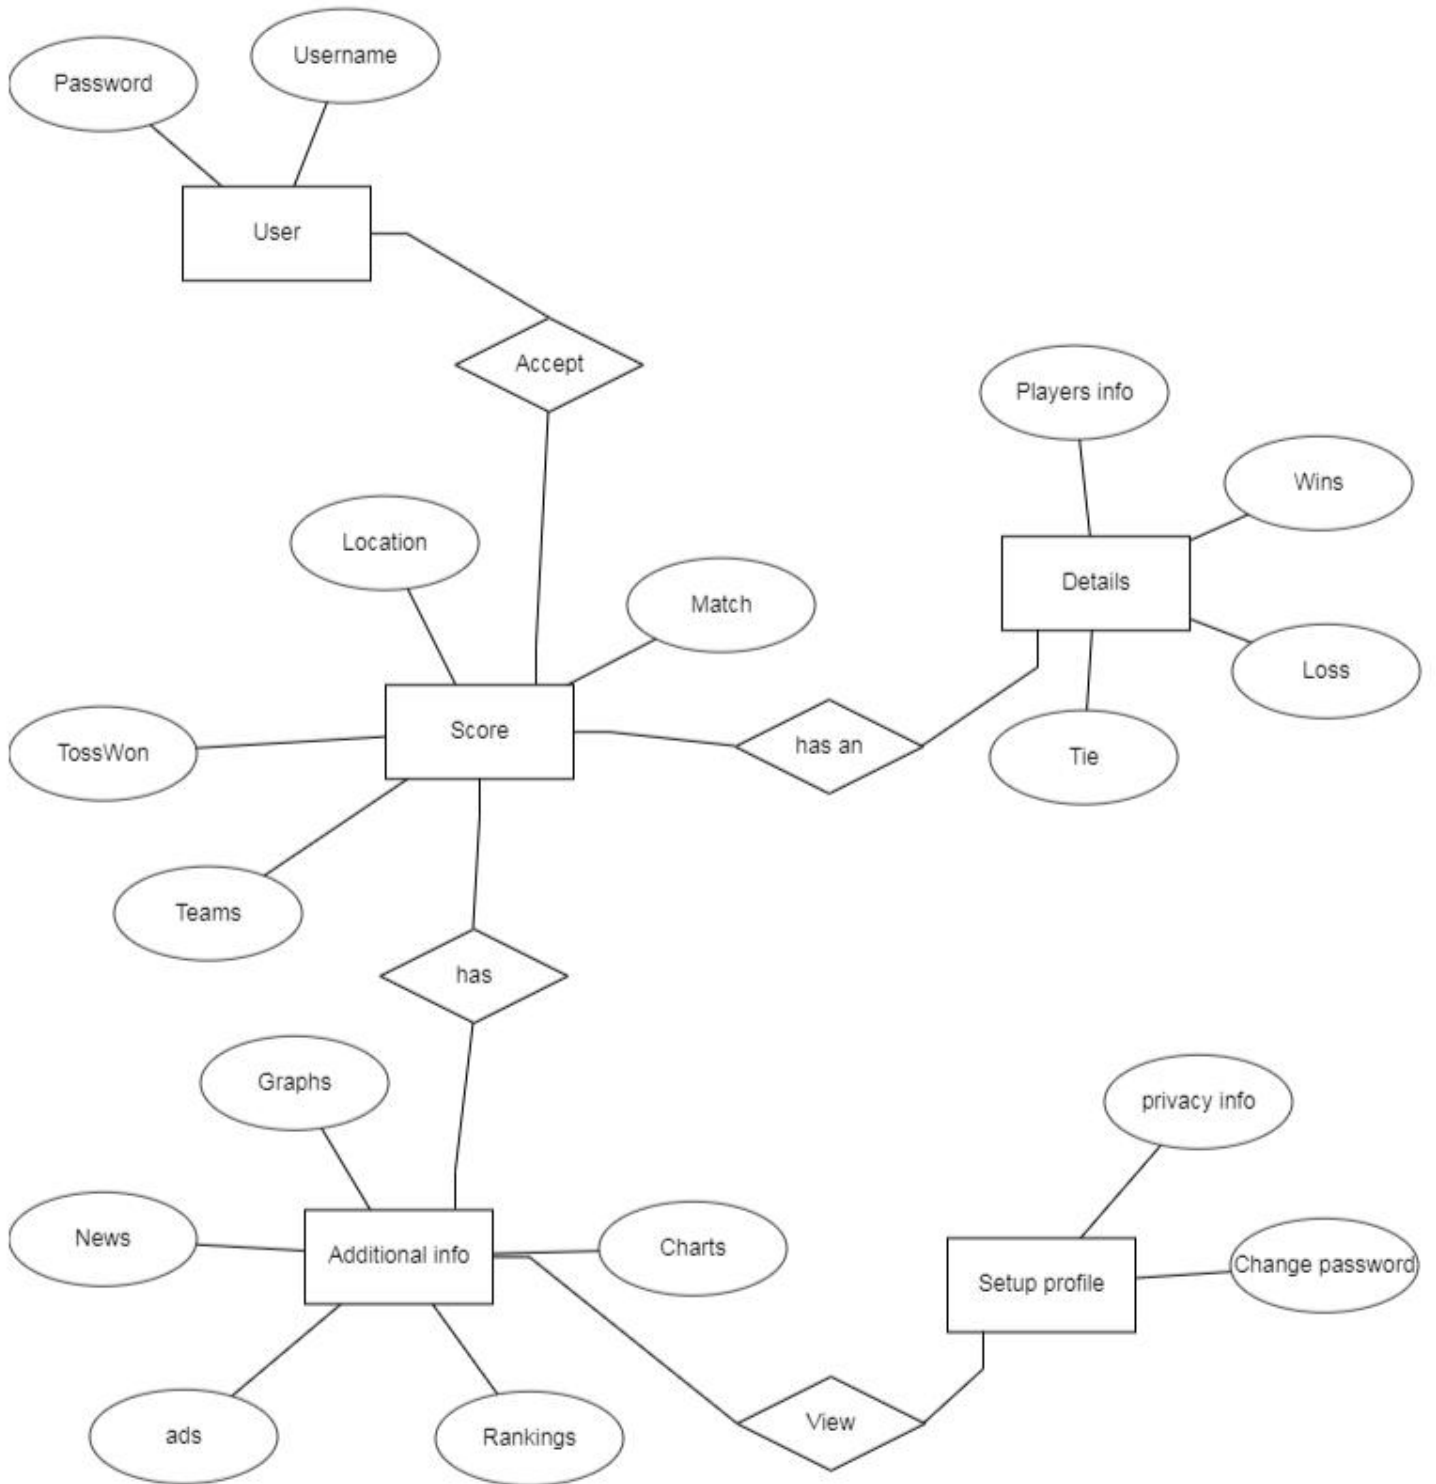 Username
Password
User
Accept
Players info
Wins
Location
Details
Match
Loss
Score
has an
TossWon
Tie
Teams
has
Graphs
privacy info
News
Charts
Additional info
Change password
Setup profile
View
ads
Rankings